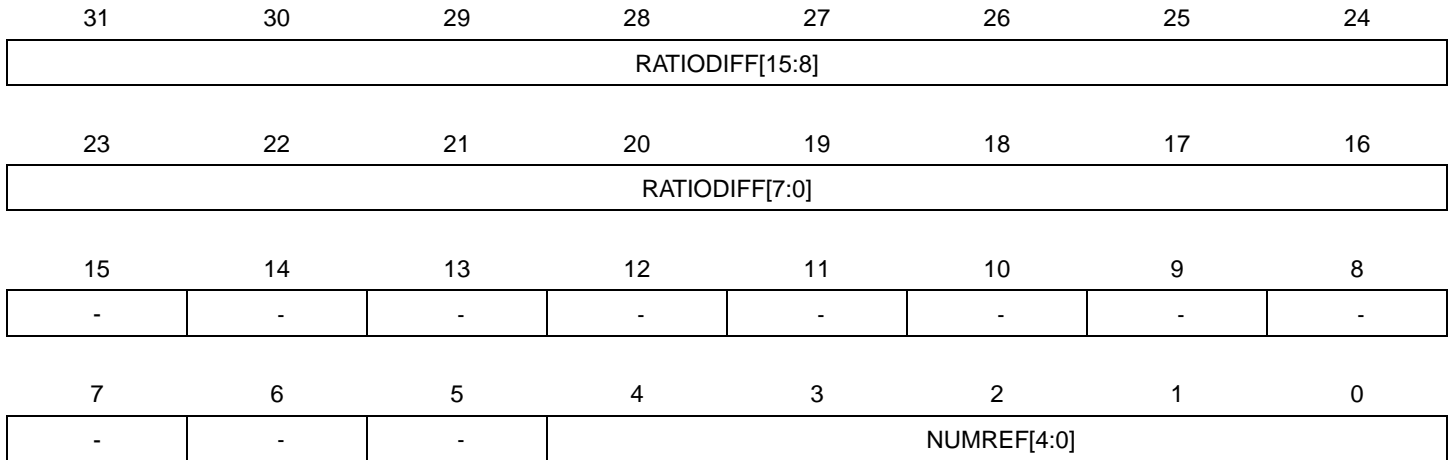 31 30 29 28 27 26 25 24
RATIODIFF[15:8]
23 22 21 20 19 18 17 16
RATIODIFF[7:0]
15 14 13 12 11 10 9 8
- - - - - - - -
7 6 5 4 3 2 1 0
- - - NUMREF[4:0]